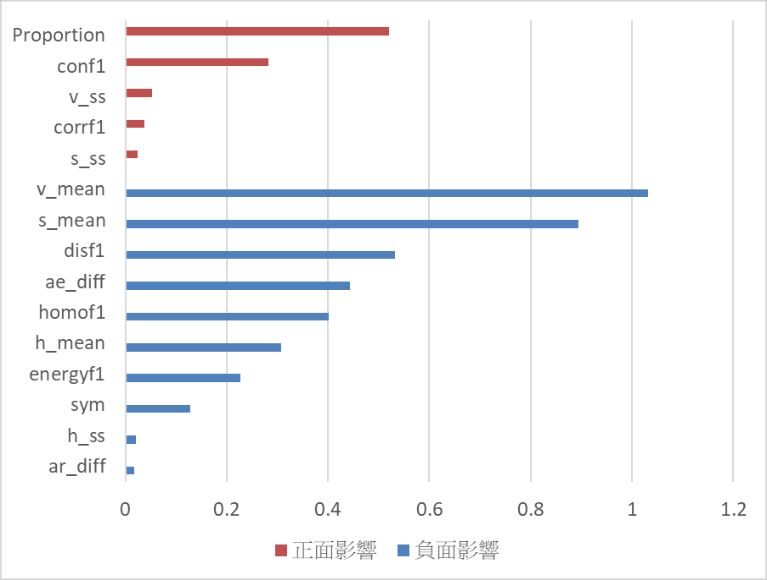 Proportion
conf1
v_ss
corrf1
s_ss
v_mean
s_mean
disf1
ae_diff
homof1
h_mean
energyf1
sym
h_ss
ar_diff
0 0.2 0.4 0.6 0.8 1 1.2
正面影響 負面影響